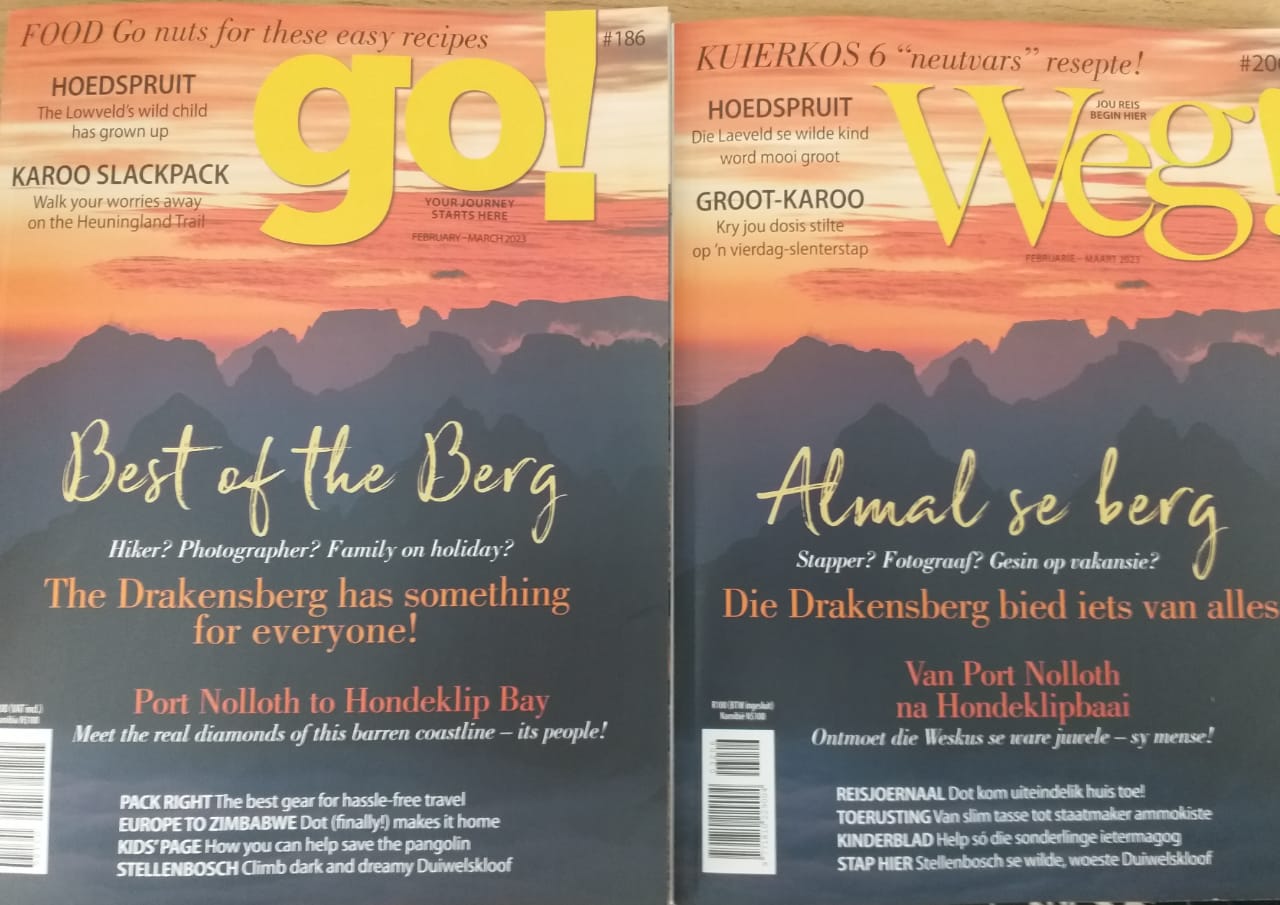 FOOD Go nuts for these easy recipes
#186
go!
HOEDSPRUIT
The Lowveld's wild child
has grown up
KAROO SLACKPACK
Walk your worries away
on the Heuningland Trail
YOUR JOURNEY
STARTS HERE
FEBRUARY – MARCH 2023
Best of the Berg
Hiker? Photographer? Family on holiday?
The Drakensberg has something
for everyone!
Port Nolloth to Hondeklip Bay
Meet the real diamonds of this barren coastline – its people!
(VAT incl.)
N$100
PACK RIGHT The best gear for hassle-free travel
EUROPE TO ZIMBABWE Dot (finally!) makes it home
KIDS' PAGE How you can help save the pangolin
STELLENBOSCH Climb dark and dreamy Duiwelskloof
KUIERKOS 6 “neutvars” resepte!
Weg!
JOU REIS
BEGIN HIER
HOEDSPRUIT
Die Laeveld se wilde kind
word mooi groot
GROOT-KAROO
Kry jou dosis stilte
op 'n vierdag-slenterstap
FEBRUARIE – MAART 2023
Almal se berg
Stapper? Fotograaf? Gesin op vakansie?
Die Drakensberg bied iets van alles
Van Port Nolloth
na Hondeklipbaai
Ontmoet die Weskus se ware juwele – sy mense!
R100 (BTW ingesluit)
Namibië N$100
REISJOERNAAL Dot kom uiteindelik huis toe!
TOERUSTING Van slim tasse tot staatmaker ammokiste
KINDERBLAD Help só die sonderlinge ietermagog
STAP HIER Stellenbosch se wilde, woeste Duiwelskloof